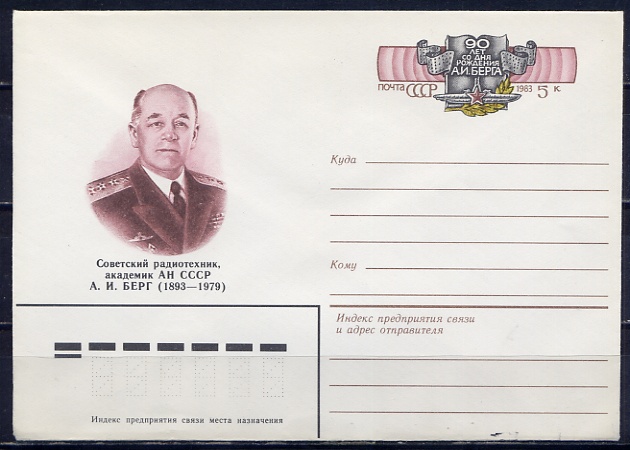 90
ЛЕТ
СО ДНЯ
РОЖДЕНИЯ
А.И.БЕРГА
ПОЧТА СССР 1983 5 к.
Куда
Кому
Советский радиотехник,
академик АН СССР
А. И. БЕРГ (1893—1979)
Индекс предприятия связи
и адрес отправителя
Индекс предприятия связи места назначения